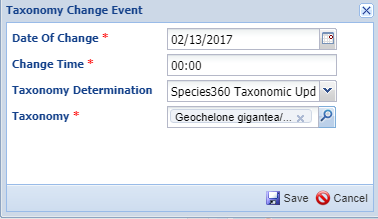 Taxonomy Change Event
Date Of Change * 02/13/2017
Change Time * 00:00
Taxonomy Determination Species360 Taxonomic Upd
Taxonomy * Geochelone gigantea/...
Save Cancel